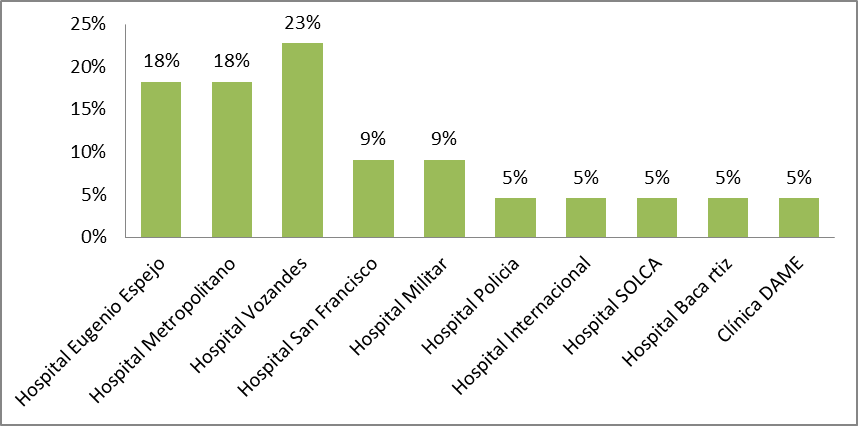 25%
20%
15%
10%
5%
0%
18%
18%
23%
9%
9%
5%
5%
5%
5%
5%
Hospital Eugenio Espejo
Hospital Metropolitano
Hospital Vozandes
Hospital San Francisco
Hospital Militar
Hospital Policia
Hospital Internacional
Hospital SOLCA
Hospital Baca rtiz
Clínica DAME